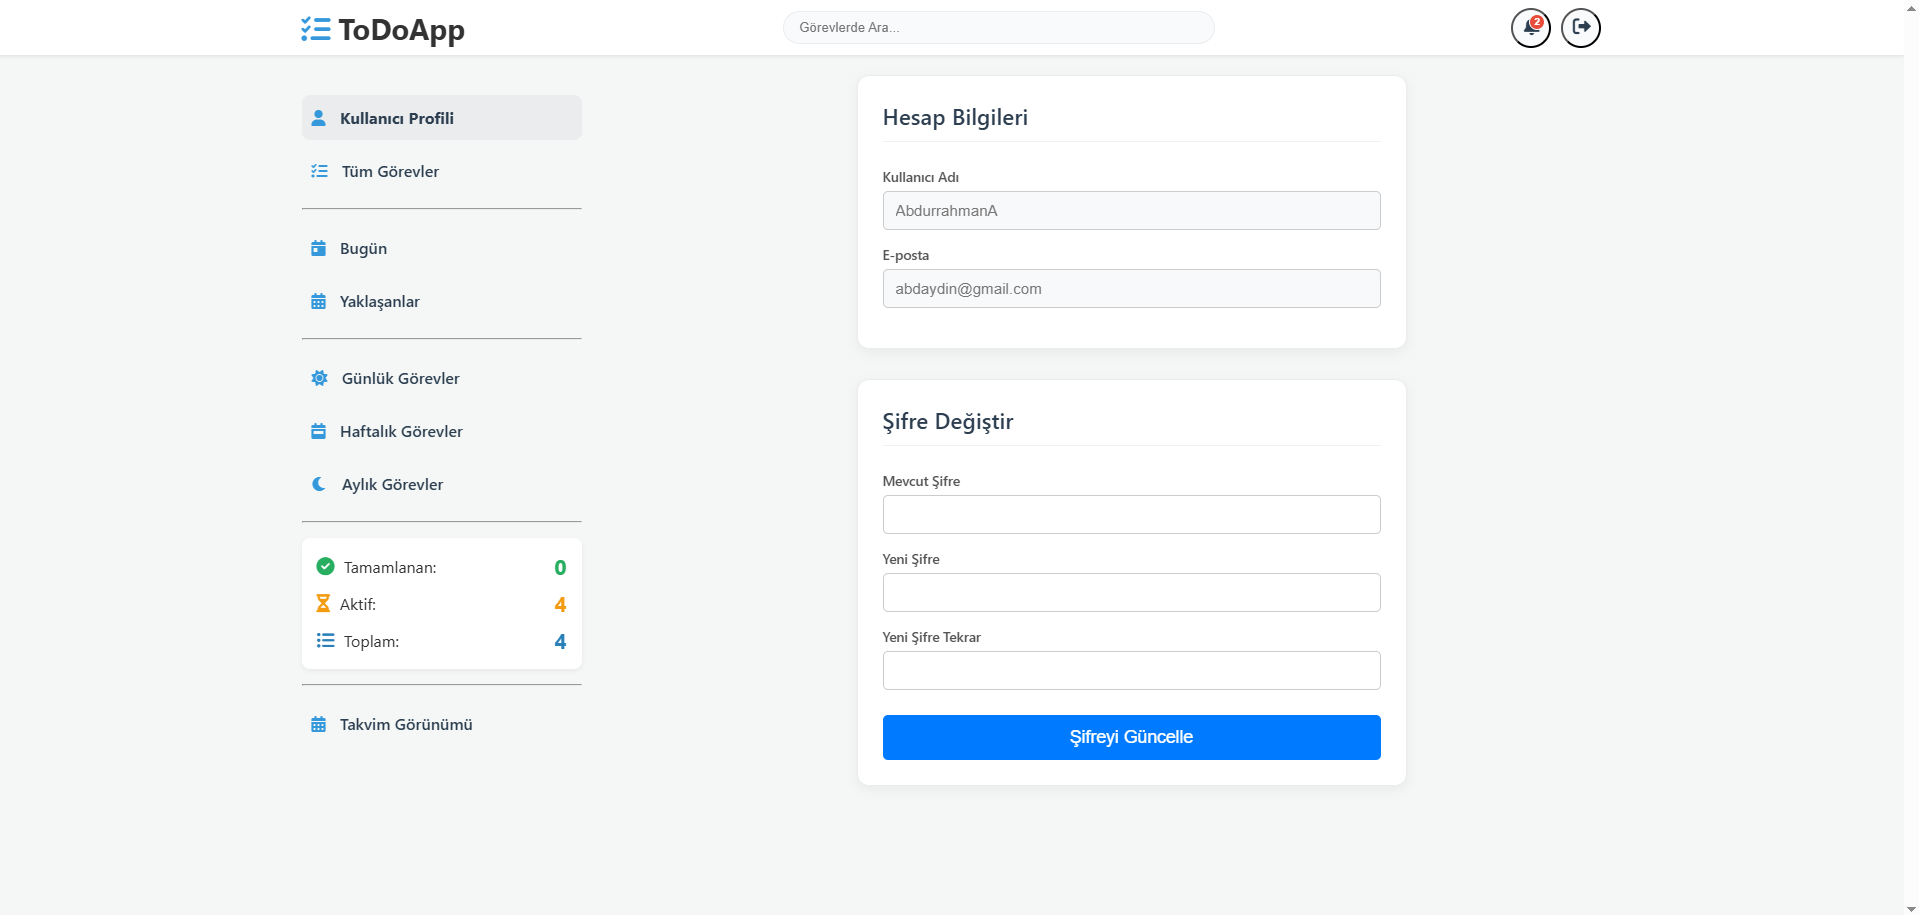 ToDoApp
Görevlerde Ara...
2
Kullanıcı Profili
Tüm Görevler
Bugün
Yaklaşanlar
Günlük Görevler
Haftalık Görevler
Aylık Görevler
Tamamlanan: 0
Aktif: 4
Toplam: 4
Takvim Görünümü
Hesap Bilgileri
Kullanıcı Adı
AbdurrahmanA
E-posta
abdaydin@gmail.com
Şifre Değiştir
Mevcut Şifre
Yeni Şifre
Yeni Şifre Tekrar
Şifreyi Güncelle